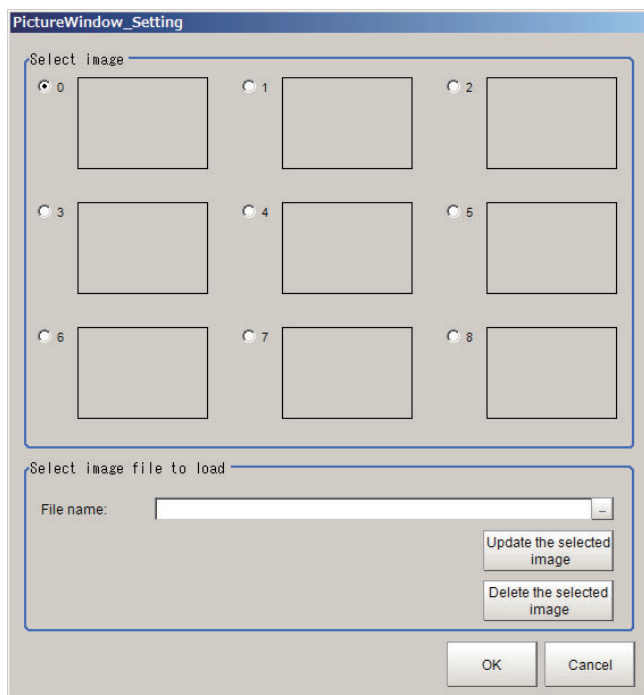 PictureWindow_Setting
Select image
0 1 2
3 4 5
6 7 8
Select image file to load
File name: ...
Update the selected
image
Delete the selected
image
OK Cancel